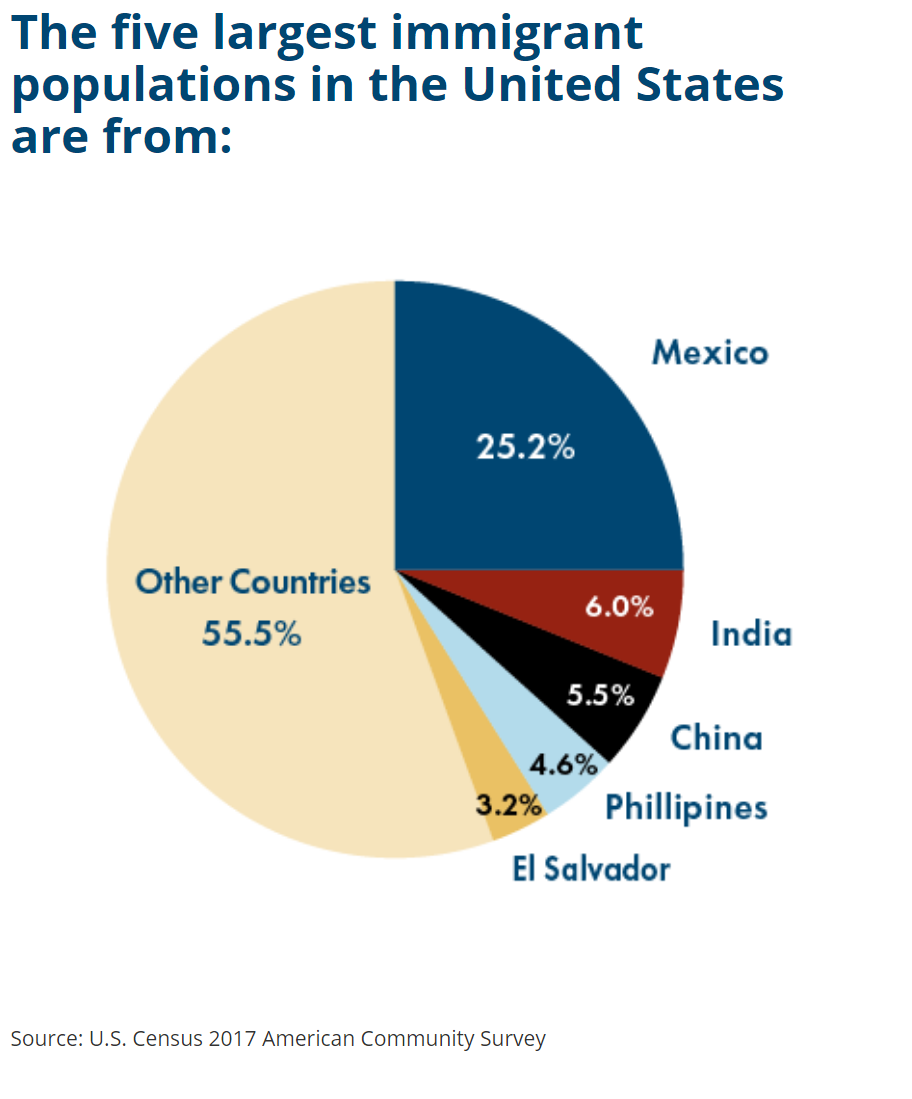 The five largest immigrant
populations in the United States
are from:
Mexico
25.2%
6.0%
India
5.5%
China
4.6%
Phillipines
3.2%
El Salvador
Other Countries
55.5%
Source: U.S. Census 2017 American Community Survey